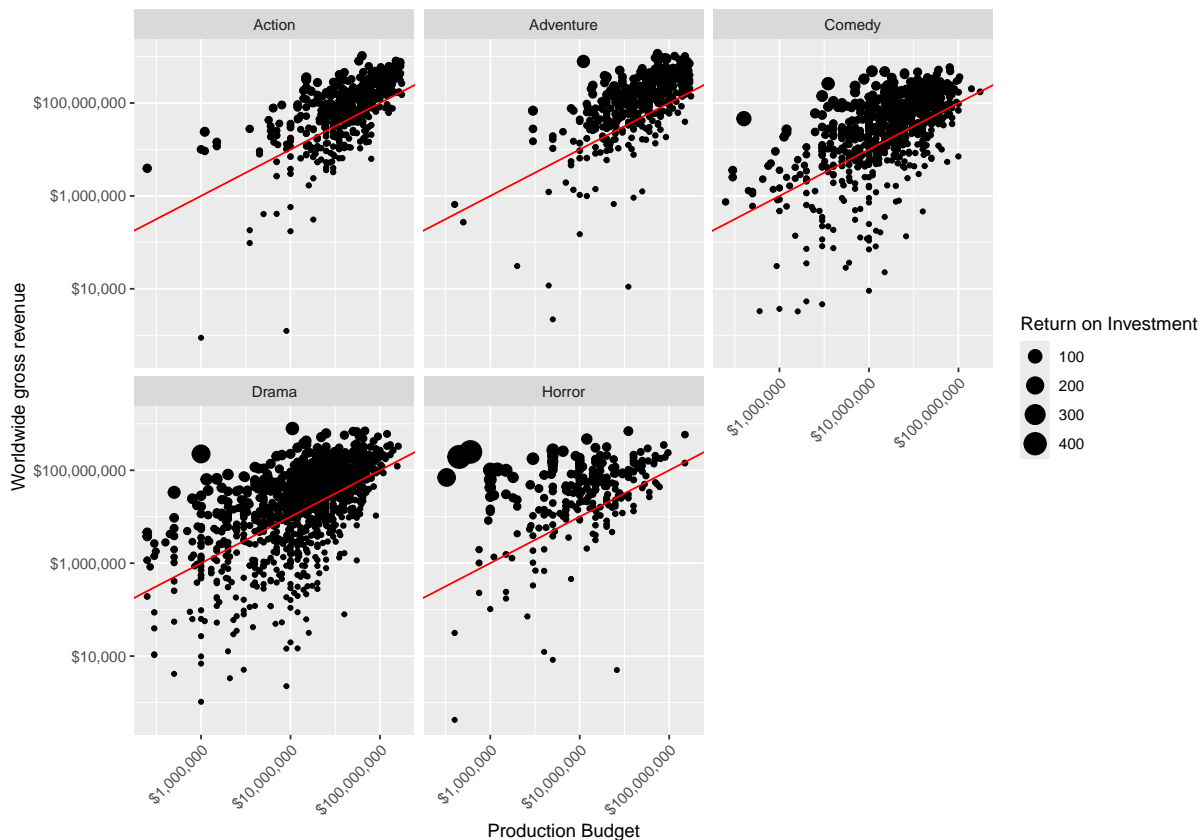 Action
Adventure
Comedy
$100,000,000
$1,000,000
$10,000
$1,000,000
$10,000,000
$100,000,000
Drama
Horror
$100,000,000
$1,000,000
$10,000
$1,000,000
$10,000,000
$100,000,000
$1,000,000
$10,000,000
$100,000,000
Worldwide gross revenue
Production Budget
Return on Investment
100
200
300
400